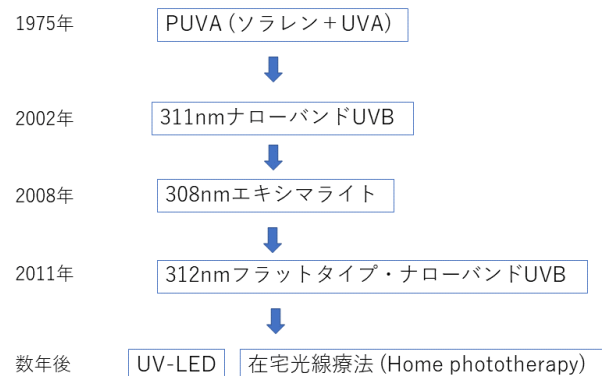 1975年 PUVA (ソラレン＋UVA)
2002年 311nmナローバンドUVB
2008年 308nmエキシマライト
2011年 312nmフラットタイプ・ナローバンドUVB
数年後 UV-LED 在宅光線療法 (Home phototherapy)